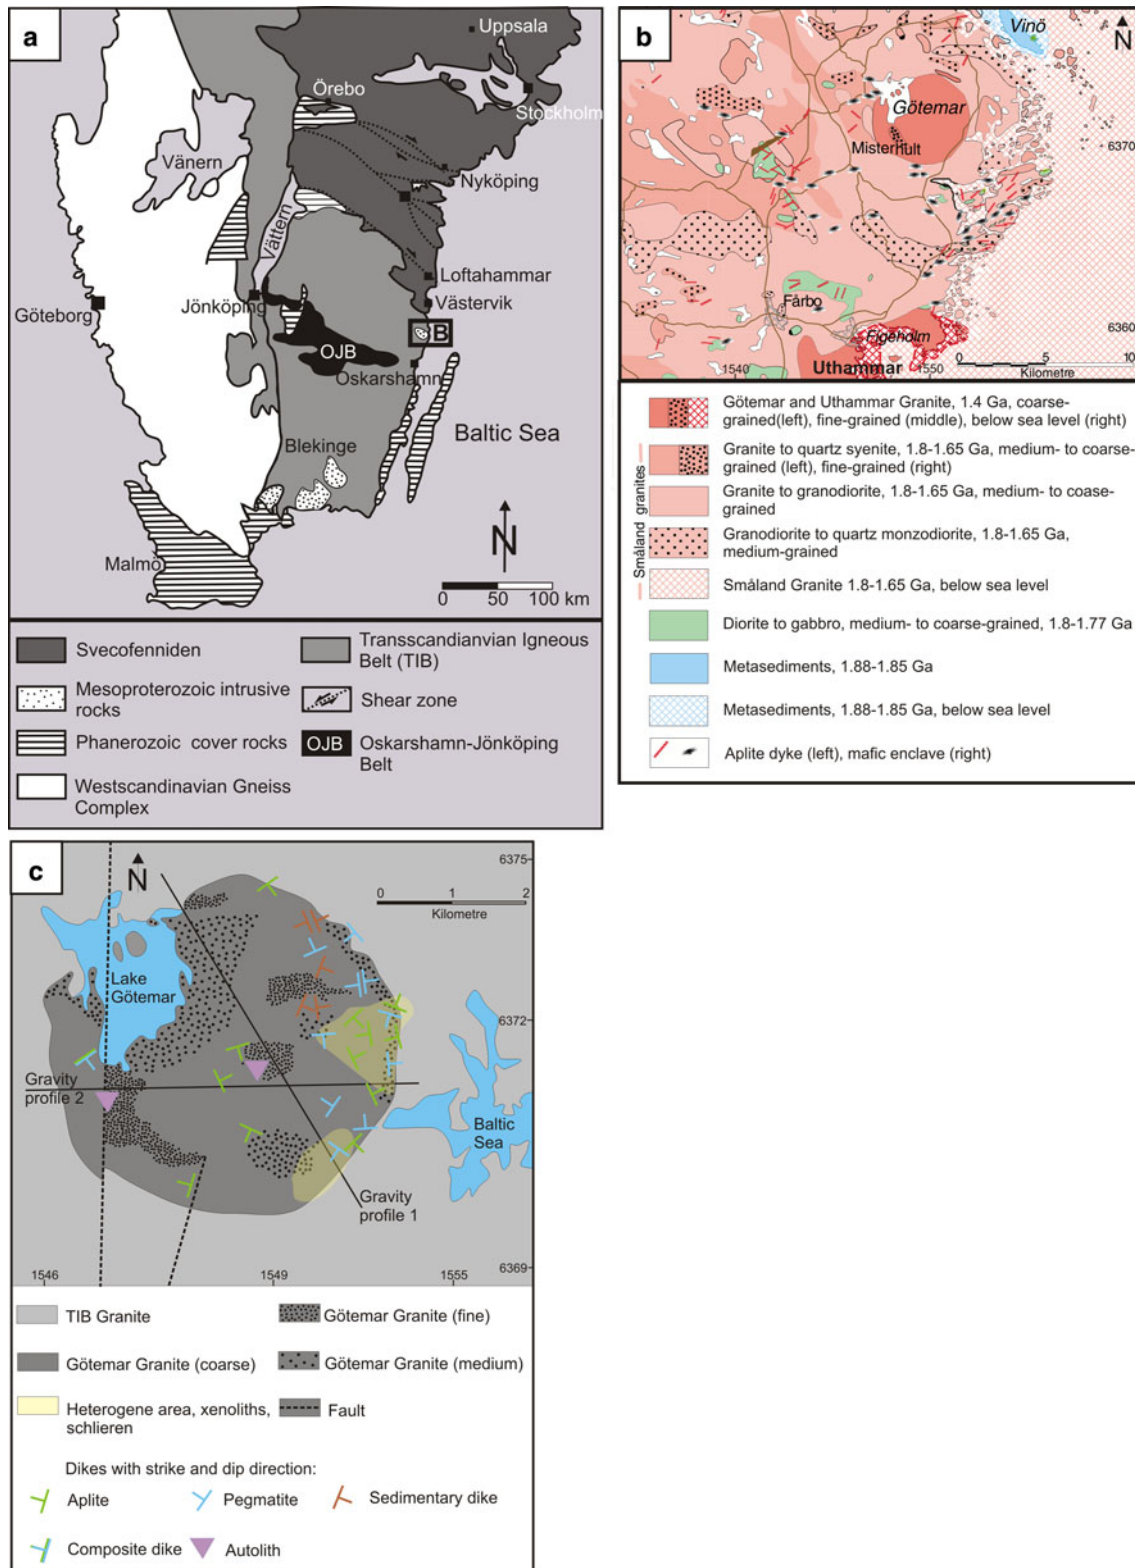 a
Uppsala
Örebo
Stockholm
Vänern
Nyköping
Vättern
Loftahammar
Västervik
Jönköping
Göteborg
B
OJB
Oskarshamn
Baltic Sea
Blekinge
N
Malmö
0 50 100 km
Svecofenniden
Transscandianvian Igneous
Belt (TIB)
Mesoproterozoic intrusive
rocks
Shear zone
Phanerozoic cover rocks
OJB
Oskarshamn-Jönköping
Belt
Westscandinavian Gneiss
Complex
b
Vinö
N
Götemar
Misterhult
6370
Fårbo
6360
Figeholm
1540
Uthammar
1550
0 5 10
Kilometre
Götemar and Uthammar Granite, 1.4 Ga, coarse-
grained(left), fine-grained (middle), below sea level (right)
Småland granites
Granite to quartz syenite, 1.8-1.65 Ga, medium- to coarse-
grained (left), fine-grained (right)
Granite to granodiorite, 1.8-1.65 Ga, medium- to coase-
grained
Granodiorite to quartz monzodiorite, 1.8-1.65 Ga,
medium-grained
Småland Granite 1.8-1.65 Ga, below sea level
Diorite to gabbro, medium- to coarse-grained, 1.8-1.77 Ga
Metasediments, 1.88-1.85 Ga
Metasediments, 1.88-1.85 Ga, below sea level
Aplite dyke (left), mafic enclave (right)
c
N
6375
0 1 2
Kilometre
Lake
Götemar
6372
Gravity
profile 2
Baltic
Sea
Gravity
profile 1
6369
1546
1549
1555
TIB Granite
Götemar Granite (fine)
Götemar Granite (coarse)
Götemar Granite (medium)
Heterogene area, xenoliths,
schlieren
Fault
Dikes with strike and dip direction:
Aplite
Pegmatite
Sedimentary dike
Composite dike
Autolith